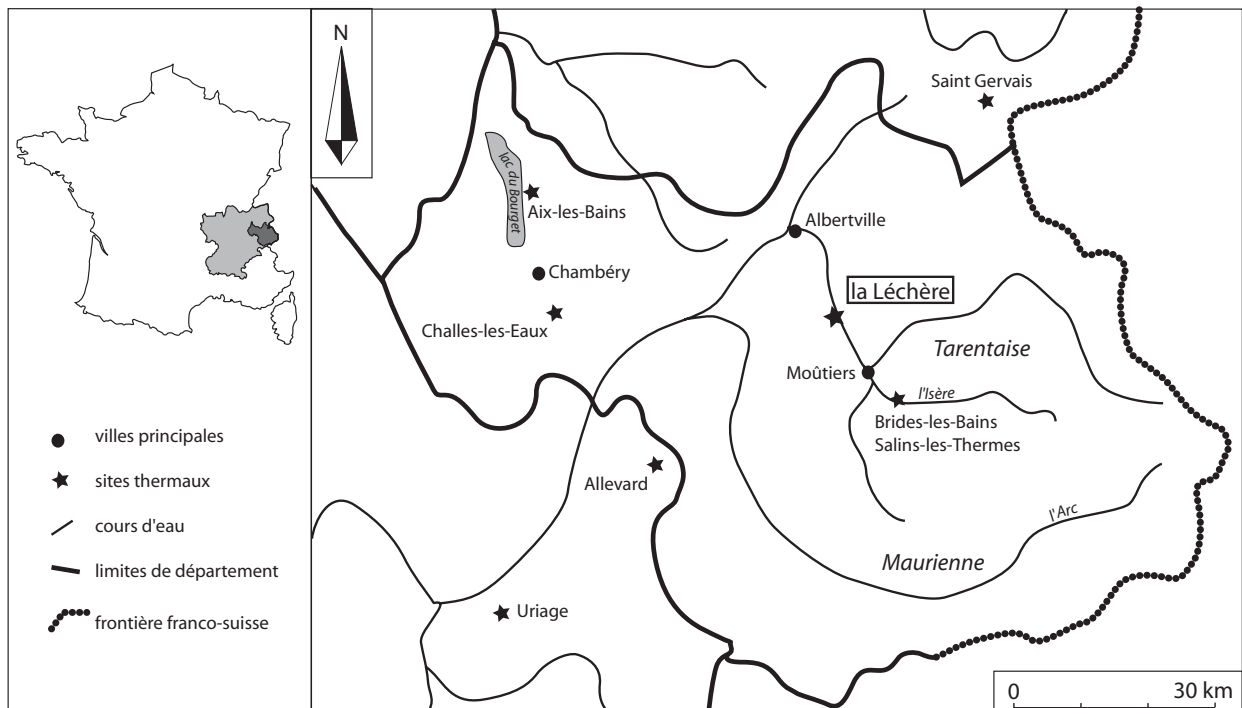 villes principales
sites thermaux
cours d'eau
limites de département
frontière franco-suisse
N
Saint Gervais
lac du Bourget
Aix-les-Bains
Albertville
Chambéry
la Léchère
Challes-les-Eaux
Tarentaise
Moûtiers
l'Isère
Brides-les-Bains
Salins-les-Thermes
Allevard
l'Arc
Maurienne
Uriage
0 30 km